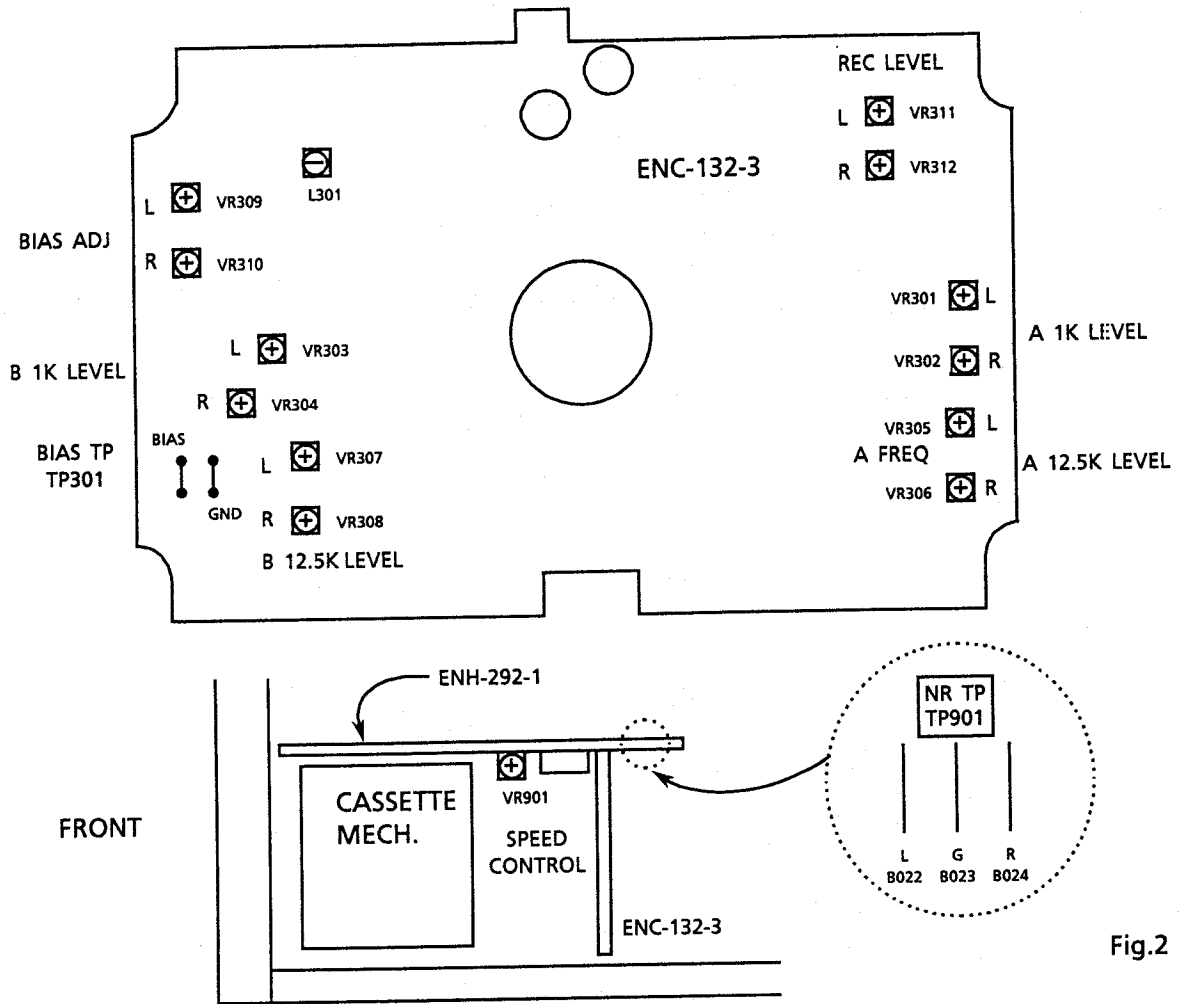 REC LEVEL
L VR311
ENC-132-3
R VR312
L301
L VR309
BIAS ADJ
R VR310
VR301 L
A 1K LEVEL
VR302 R
L VR303
B 1K LEVEL
R VR304
VR305 L
A FREQ
A 12.5K LEVEL
VR306 R
BIAS TP
TP301
BIAS
GND
L VR307
R VR308
B 12.5K LEVEL
ENH-292-1
NR TP
TP901
CASSETTE
MECH.
VR901
SPEED
CONTROL
FRONT
L G R
B022 B023 B024
ENC-132-3
Fig.2